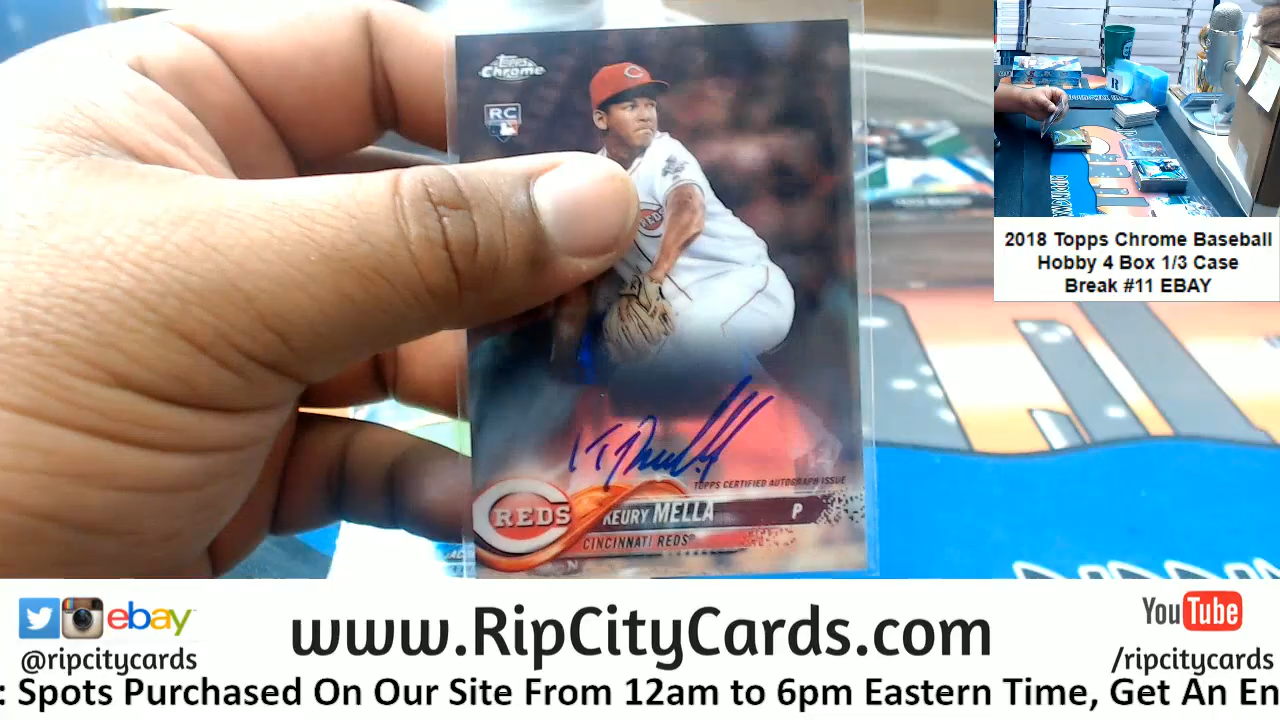 Topps
Chrome
RC
REDS
Topps Certified Autograph Issue
REDS
KEURY MELLA P
CINCINNATI REDS
2018 Topps Chrome Baseball
Hobby 4 Box 1/3 Case
Break #11 EBAY
ebay
@ripcitycards
www.RipCityCards.com
YouTube
/ripcitycards
: Spots Purchased On Our Site From 12am to 6pm Eastern Time, Get An En